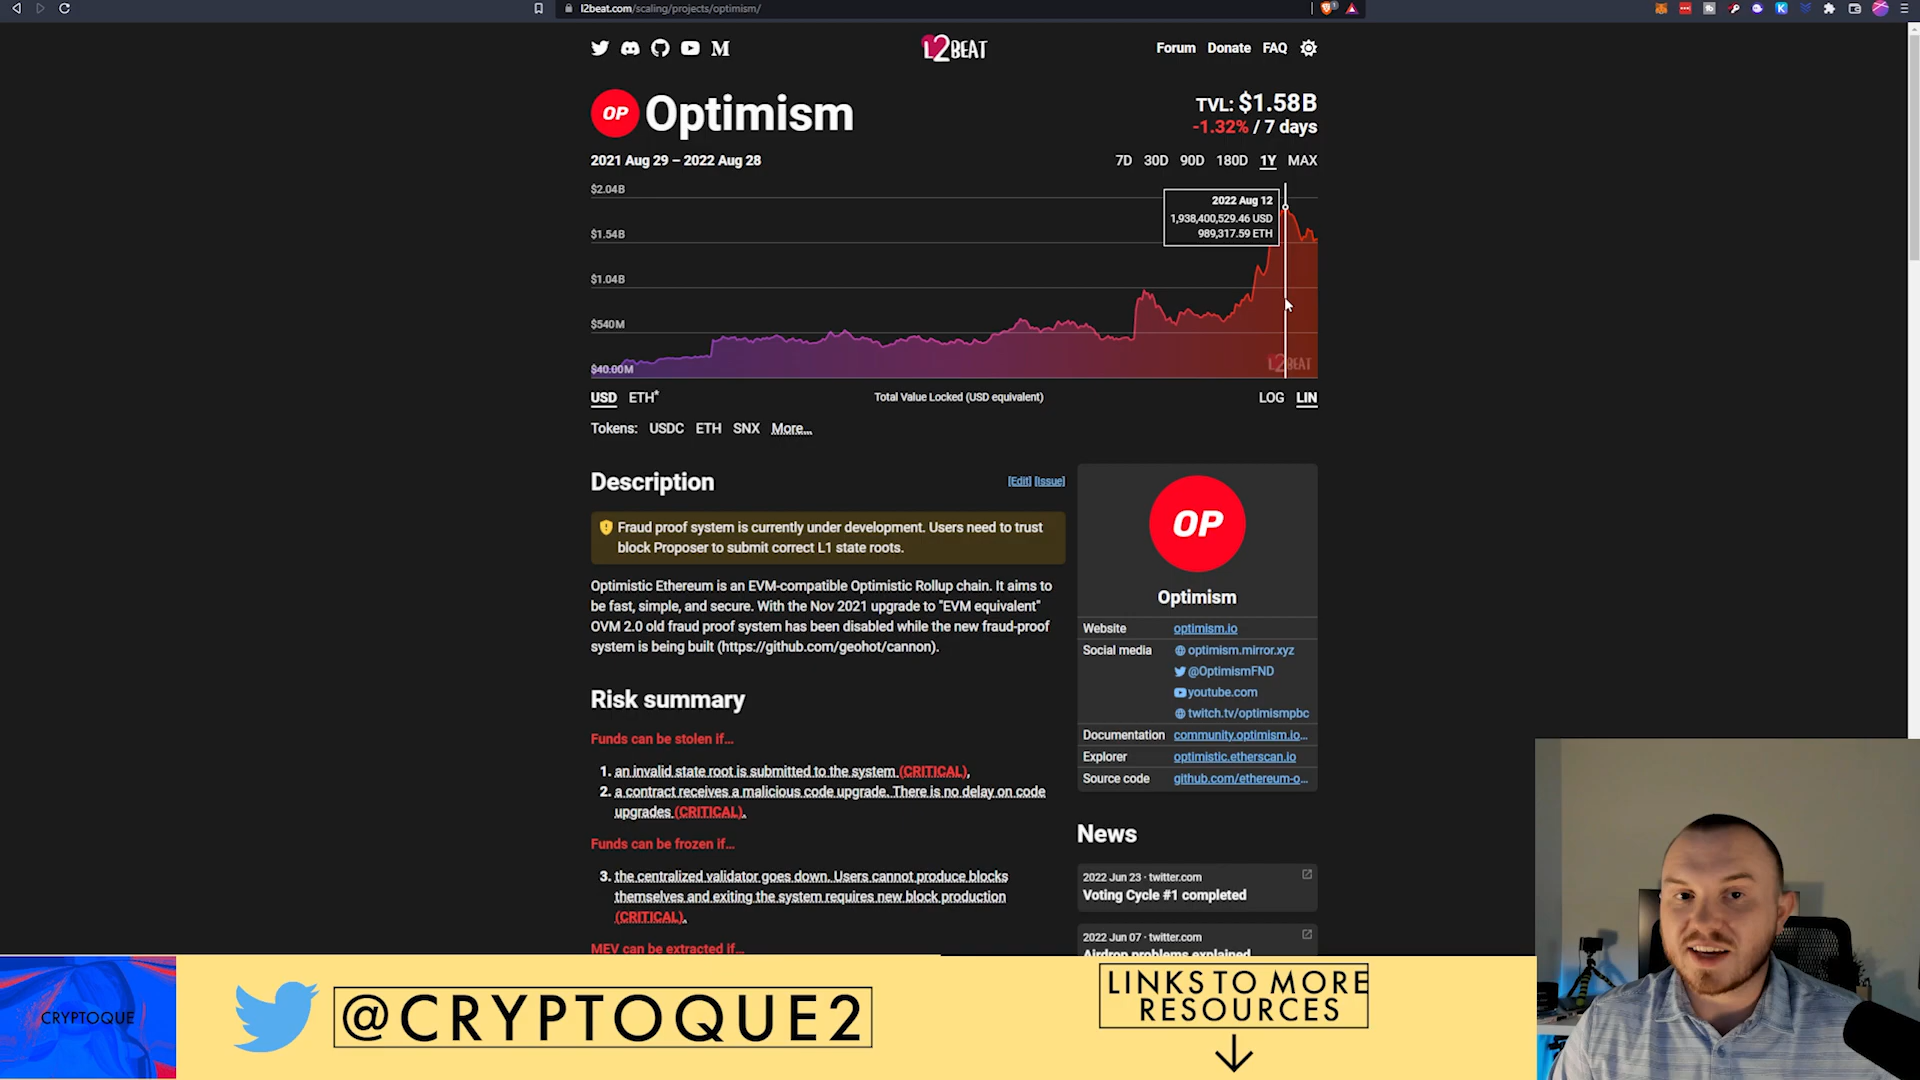 l2beat.com/scaling/projects/optimism/
L2BEAT
Forum Donate FAQ
OP Optimism
TVL: $1.58B
-1.32% / 7 days
2021 Aug 29 – 2022 Aug 28
7D 30D 90D 180D 1Y MAX
$2.04B
2022 Aug 12
1,938,400,529.46 USD
989,317.59 ETH
$1.54B
$1.04B
$540M
$40.00M
L2BEAT
USD ETH*
Total Value Locked (USD equivalent)
LOG LIN
Tokens: USDC ETH SNX More...
Description
[Edit] [Issue]
Fraud proof system is currently under development. Users need to trust
block Proposer to submit correct L1 state roots.
Optimistic Ethereum is an EVM-compatible Optimistic Rollup chain. It aims to
be fast, simple, and secure. With the Nov 2021 upgrade to "EVM equivalent"
OVM 2.0 old fraud proof system has been disabled while the new fraud-proof
system is being built (https://github.com/geohot/cannon).
Risk summary
Funds can be stolen if…
1. an invalid state root is submitted to the system (CRITICAL),
2. a contract receives a malicious code upgrade. There is no delay on code
upgrades (CRITICAL).
Funds can be frozen if…
3. the centralized validator goes down. Users cannot produce blocks
themselves and exiting the system requires new block production
(CRITICAL).
MEV can be extracted if…
OP
Optimism
Website optimism.io
Social media optimism.mirror.xyz
@OptimismFND
youtube.com
twitch.tv/optimismpbc
Documentation community.optimism.io…
Explorer optimistic.etherscan.io
Source code github.com/ethereum-o…
News
2022 Jun 23 · twitter.com
Voting Cycle #1 completed
2022 Jun 07 · twitter.com
Airdrop problems explained
CRYPTOQUE
@CRYPTOQUE2
LINKS TO MORE
RESOURCES